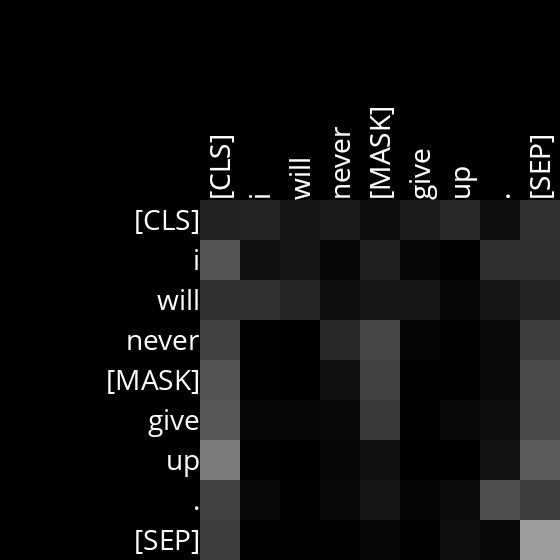 [CLS] i will never [MASK] give up . [SEP]
[CLS]
i
will
never
[MASK]
give
up
.
[SEP]